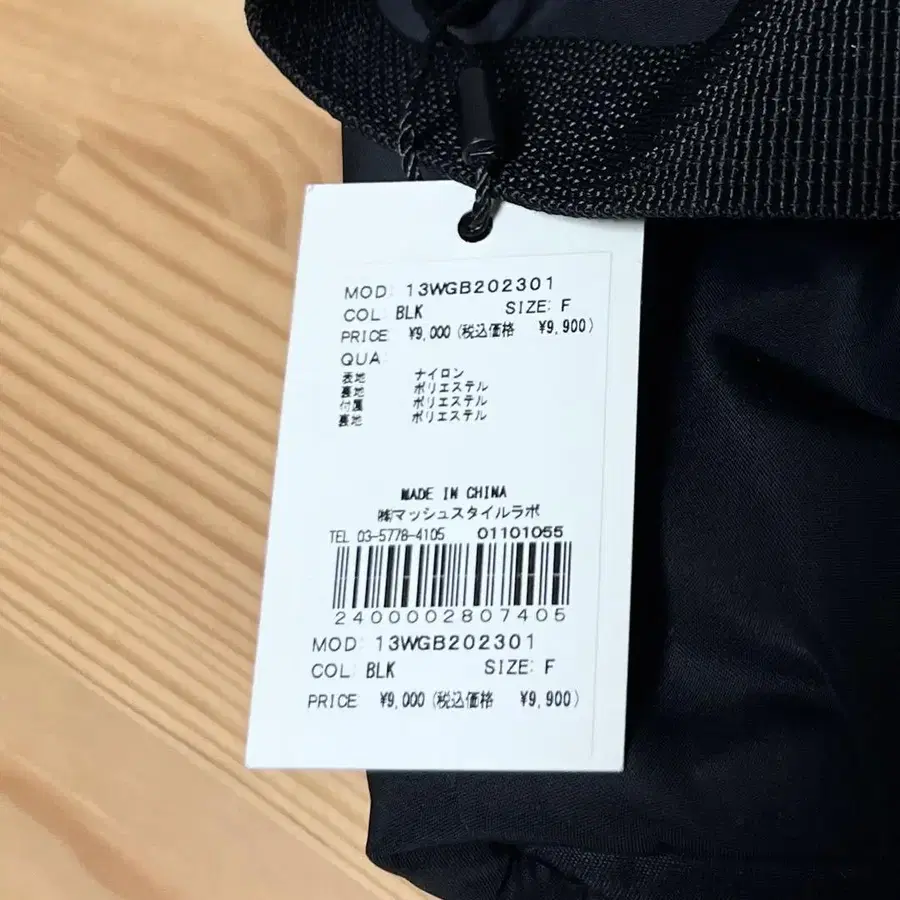 MOD: 13WGB202301
COL: BLK SIZE: F
PRICE ¥9,000 (税込価格 ¥9,900)
QUA:
表地 ナイロン
裏地 ポリエステル
付属 ポリエステル
裏地 ポリエステル
MADE IN CHINA
㈱マッシュスタイルラボ
TEL 03-5778-4105 01101055
2400002807405
MOD: 13WGB202301
COL: BLK SIZE: F
PRICE ¥9,000 (税込価格 ¥9,900)